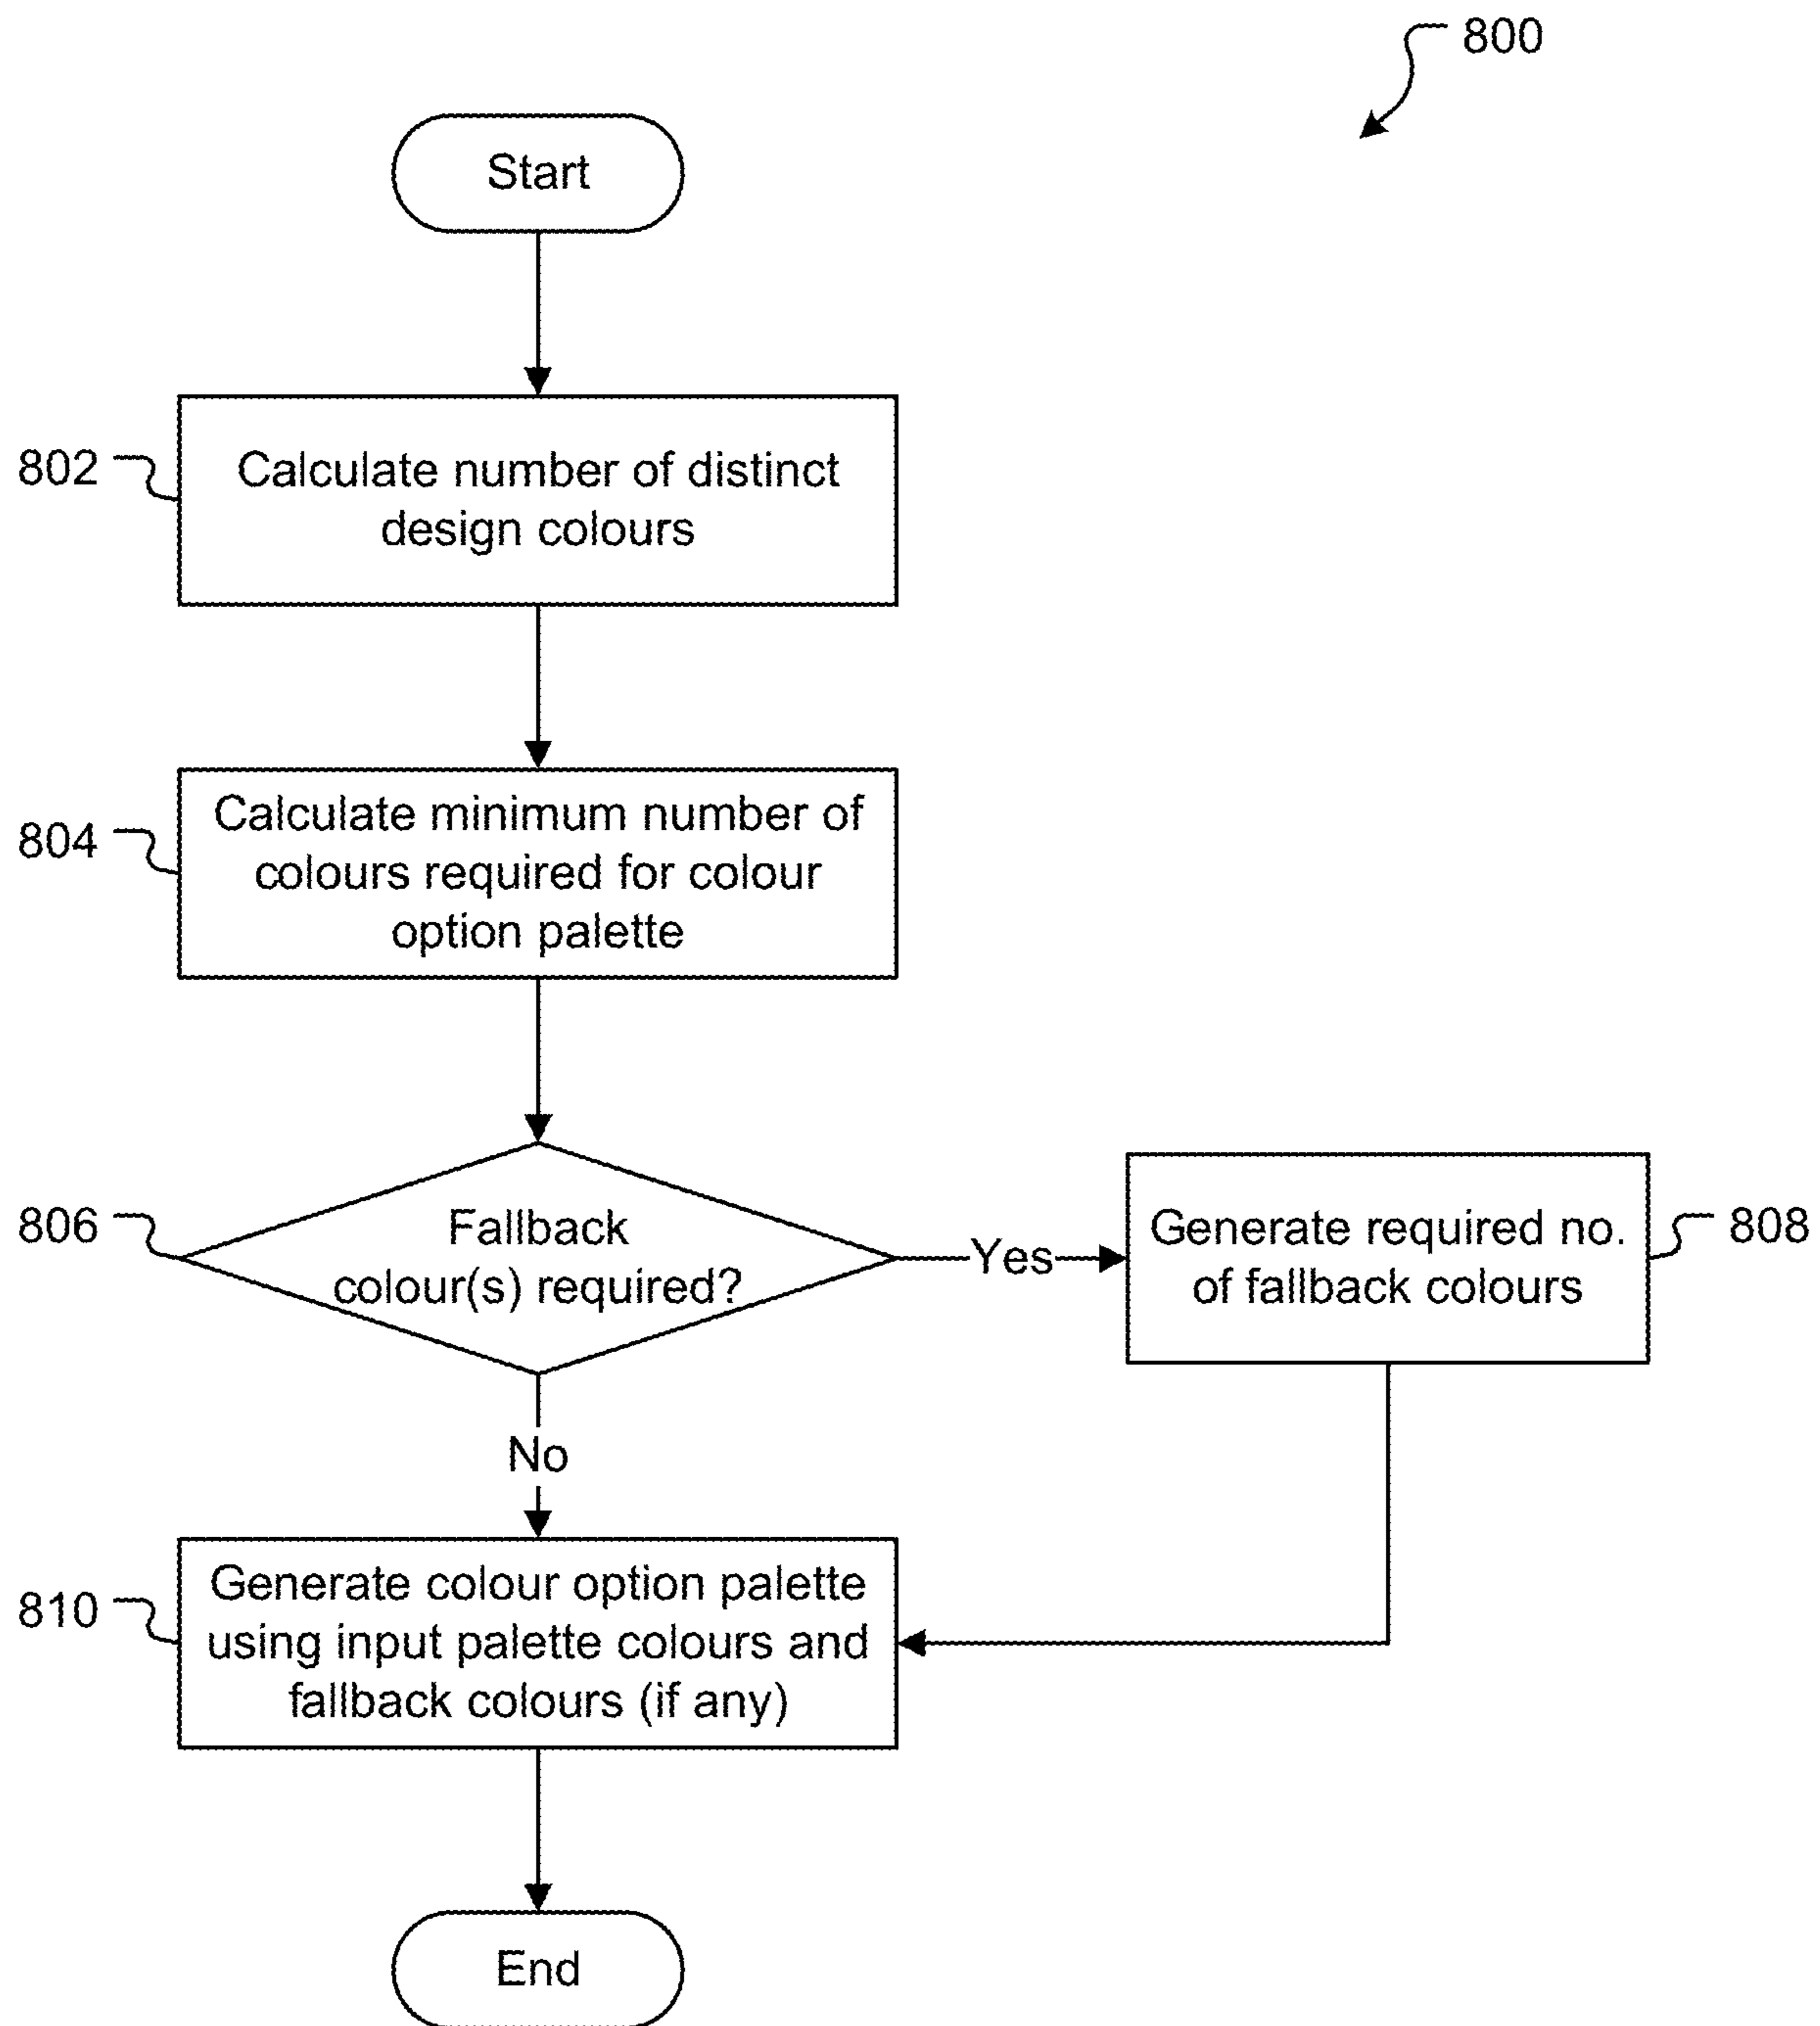 800
Start
802
Calculate number of distinct
design colours
804
Calculate minimum number of
colours required for colour
option palette
806
Fallback
colour(s) required?
Yes
Generate required no.
of fallback colours
808
No
810
Generate colour option palette
using input palette colours and
fallback colours (if any)
End